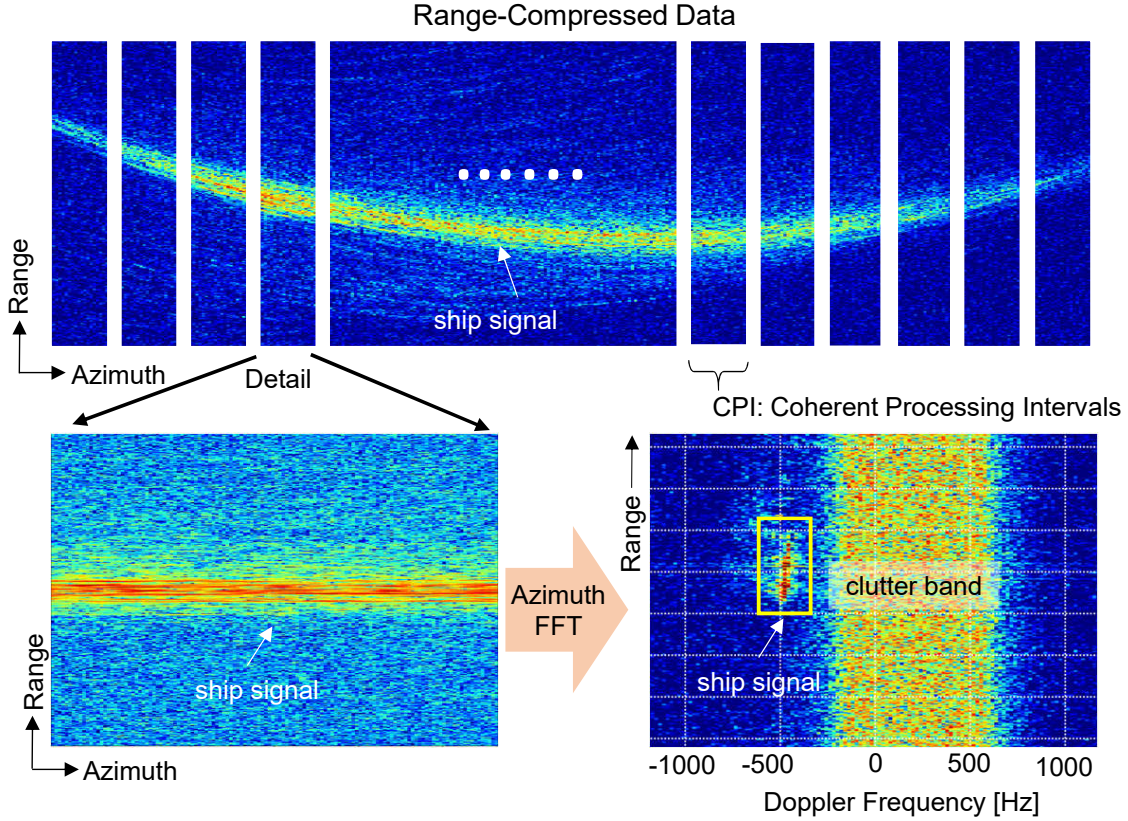 Range-Compressed Data
ship signal
Range
Azimuth
Detail
CPI: Coherent Processing Intervals
ship signal
Range
Azimuth
Azimuth
FFT
Range
clutter band
ship signal
-1000 -500 0 500 1000
Doppler Frequency [Hz]